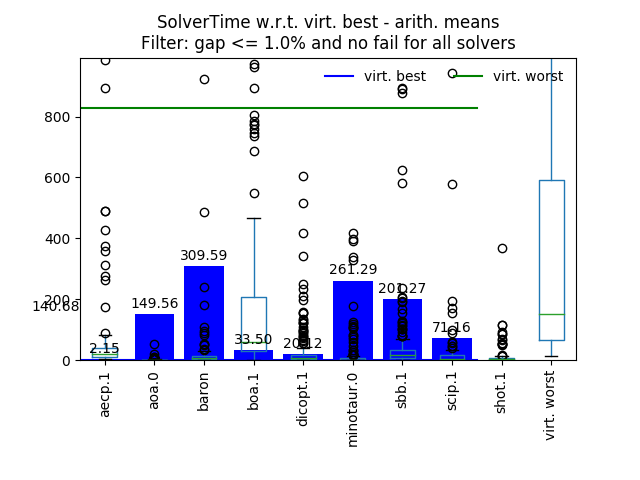 SolverTime w.r.t. virt. best - arith. means
Filter: gap <= 1.0% and no fail for all solvers
virt. best
virt. worst
800
600
400
200
0
140.68
2.15
149.56
309.59
33.50
20.12
261.29
201.27
71.16
aecp.1
aoa.0
baron
boa.1
dicopt.1
minotaur.0
sbb.1
scip.1
shot.1
virt. worst